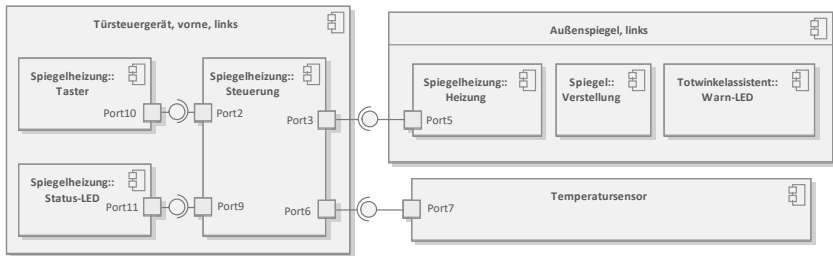 Türsteuergerät, vorne, links
Spiegelheizung::
Taster
Port10
Spiegelheizung::
Steuerung
Port2
Port3
Spiegelheizung::
Status-LED
Port11
Port9
Port6
Außenspiegel, links
Spiegelheizung::
Heizung
Port5
Spiegel::
Verstellung
Totwinkelassistent::
Warn-LED
Temperatursensor
Port7